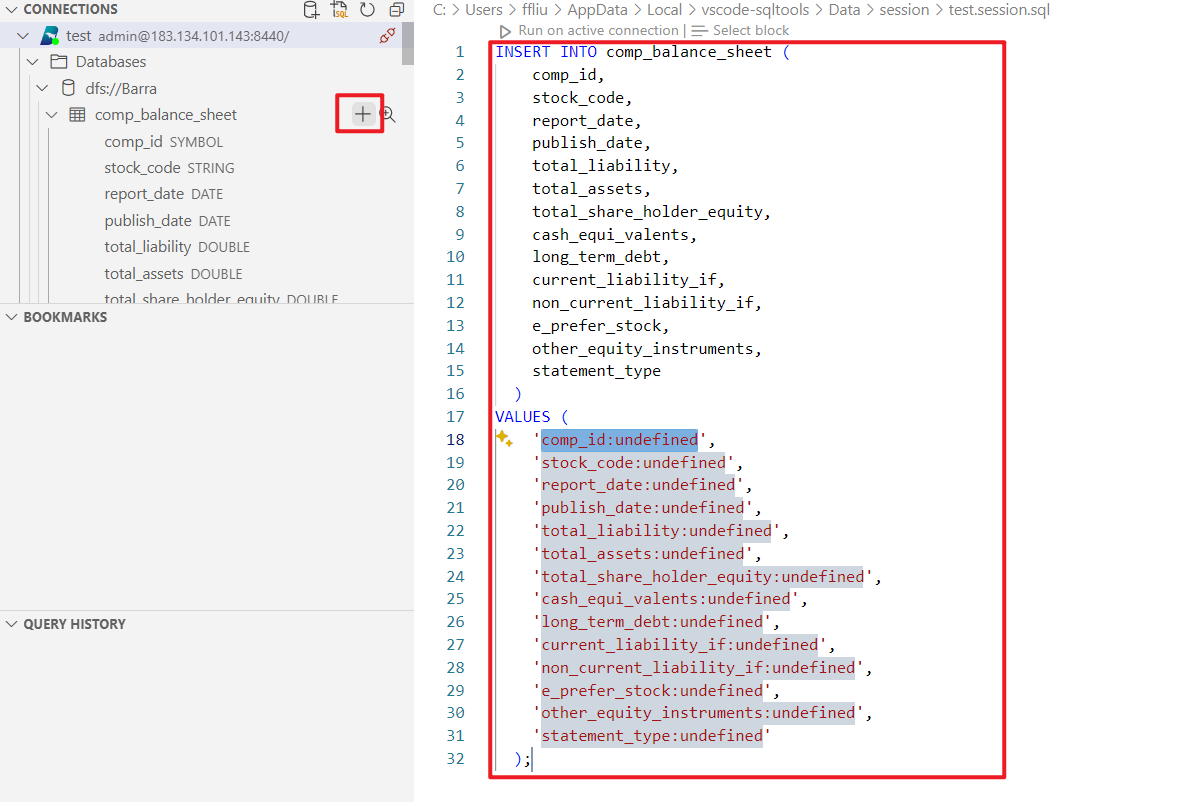 CONNECTIONS
test admin@183.134.101.143:8440/
Databases
dfs://Barra
comp_balance_sheet
comp_id SYMBOL
stock_code STRING
report_date DATE
publish_date DATE
total_liability DOUBLE
total_assets DOUBLE
total_share_holder_equity DOUBLE
BOOKMARKS
QUERY HISTORY
C: > Users > ffliu > AppData > Local > vscode-sqltools > Data > session > test.session.sql
Run on active connection | Select block
1 INSERT INTO comp_balance_sheet (
2 comp_id,
3 stock_code,
4 report_date,
5 publish_date,
6 total_liability,
7 total_assets,
8 total_share_holder_equity,
9 cash_equi_valents,
10 long_term_debt,
11 current_liability_if,
12 non_current_liability_if,
13 e_prefer_stock,
14 other_equity_instruments,
15 statement_type
16 )
17 VALUES (
18 'comp_id:undefined',
19 'stock_code:undefined',
20 'report_date:undefined',
21 'publish_date:undefined',
22 'total_liability:undefined',
23 'total_assets:undefined',
24 'total_share_holder_equity:undefined',
25 'cash_equi_valents:undefined',
26 'long_term_debt:undefined',
27 'current_liability_if:undefined',
28 'non_current_liability_if:undefined',
29 'e_prefer_stock:undefined',
30 'other_equity_instruments:undefined',
31 'statement_type:undefined'
32 );